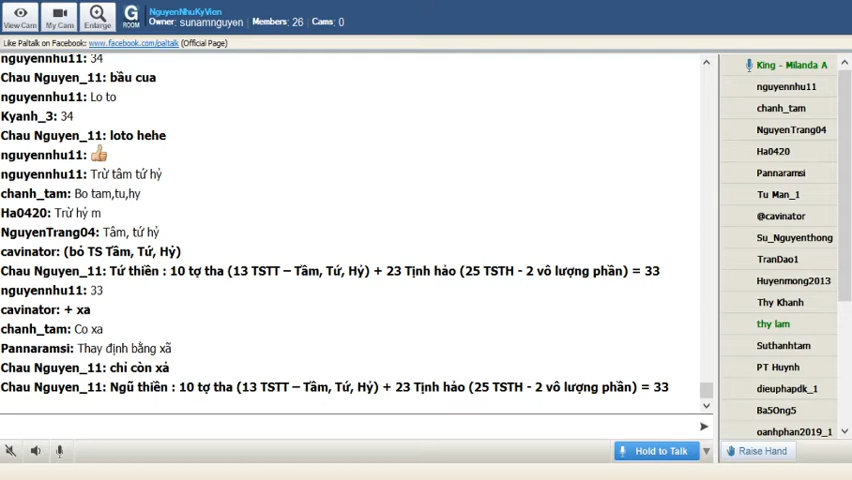 NguyenNhuKyVien
Owner: sunamnguyen Members: 26 Cams: 0
View Cam
My Cam
Enlarge
G
ROOM
Like Paltalk on Facebook: www.facebook.com/paltalk (Official Page)
nguyennhu11: 34
Chau Nguyen_11: bầu cua
nguyennhu11: Lo to
Kyanh_3: 34
Chau Nguyen_11: loto hehe
nguyennhu11:
nguyennhu11: Trừ tâm tứ hỷ
chanh_tam: Bo tam,tu,hy
Ha0420: Trừ hỷ m
NguyenTrang04: Tâm, tứ hỷ
cavinator: (bỏ TS Tầm, Tứ, Hỷ)
Chau Nguyen_11: Tứ thiền : 10 tợ tha (13 TSTT – Tầm, Tứ, Hỷ) + 23 Tịnh hảo (25 TSTH - 2 vô lượng phần) = 33
nguyennhu11: 33
cavinator: + xa
chanh_tam: Co xa
Pannaramsi: Thay định bằng xã
Chau Nguyen_11: chỉ còn xả
Chau Nguyen_11: Ngũ thiền : 10 tợ tha (13 TSTT – Tầm, Tứ, Hỷ) + 23 Tịnh hảo (25 TSTH - 2 vô lượng phần) = 33
King - Milanda A
nguyennhu11
chanh_tam
NguyenTrang04
Ha0420
Pannaramsi
Tu Man_1
@cavinator
Su_Nguyenthong
TranDao1
Huyenmong2013
Thy Khanh
thy lam
Suthanhtam
PT Huynh
dieuphapdk_1
Ba5Ong5
oanhphan2019_1
Hold to Talk
Raise Hand